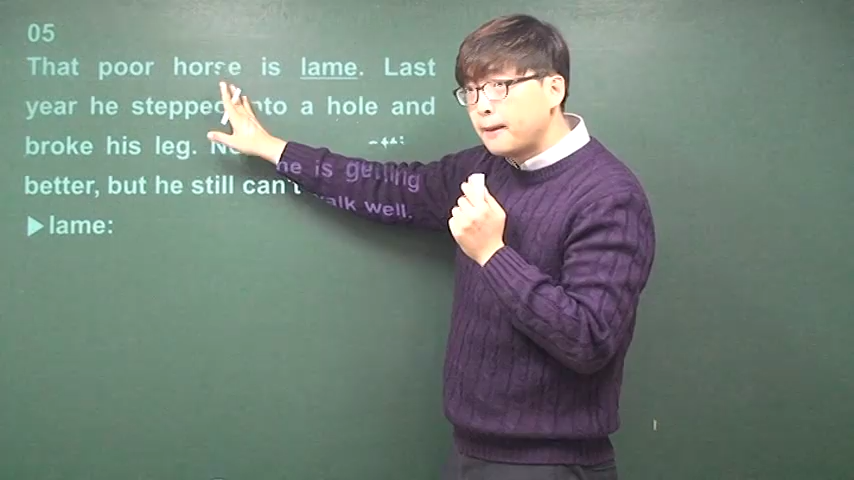 05
That poor horse is lame. Last
year he stepped into a hole and
broke his leg. he is getting
better, but he still can't walk well.
▶lame: